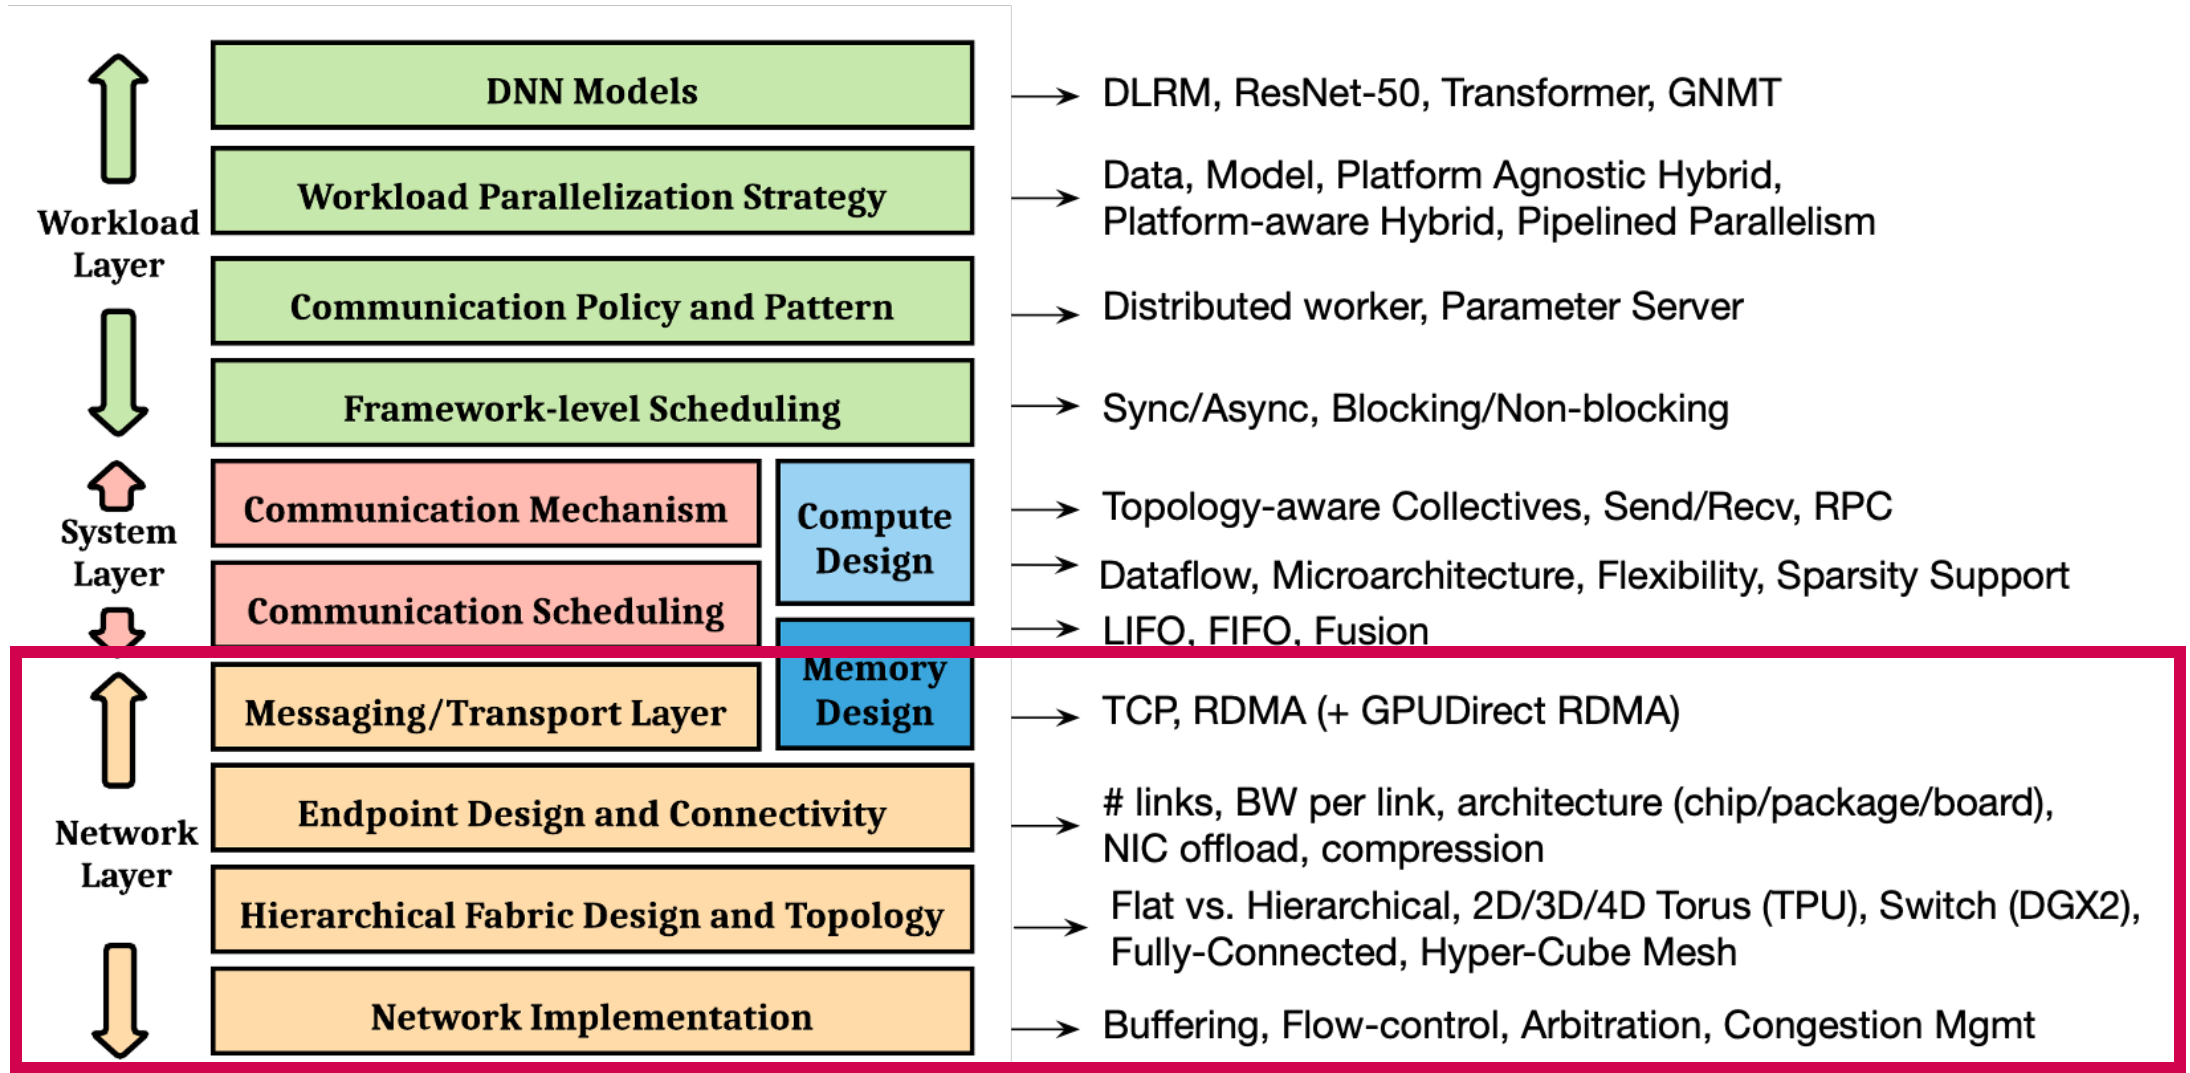 DNN Models
DLRM, ResNet-50, Transformer, GNMT
Workload Parallelization Strategy
Data, Model, Platform Agnostic Hybrid,
Platform-aware Hybrid, Pipelined Parallelism
Workload
Layer
Communication Policy and Pattern
Distributed worker, Parameter Server
Framework-level Scheduling
Sync/Async, Blocking/Non-blocking
Communication Mechanism
Topology-aware Collectives, Send/Recv, RPC
System
Layer
Compute
Design
Dataflow, Microarchitecture, Flexibility, Sparsity Support
Communication Scheduling
LIFO, FIFO, Fusion
Memory
Design
Messaging/Transport Layer
TCP, RDMA (+ GPUDirect RDMA)
Network
Layer
Endpoint Design and Connectivity
# links, BW per link, architecture (chip/package/board),
NIC offload, compression
Hierarchical Fabric Design and Topology
Flat vs. Hierarchical, 2D/3D/4D Torus (TPU), Switch (DGX2),
Fully-Connected, Hyper-Cube Mesh
Network Implementation
Buffering, Flow-control, Arbitration, Congestion Mgmt